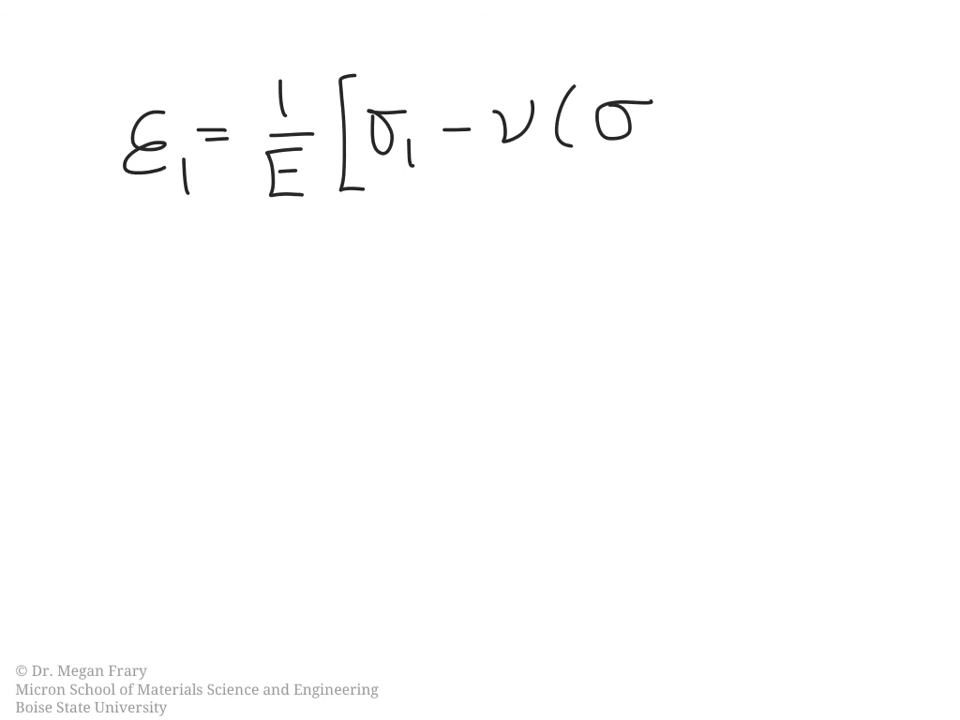 ε₁ = 1/E [σ₁ − ν(σ
© Dr. Megan Frary
Micron School of Materials Science and Engineering
Boise State University